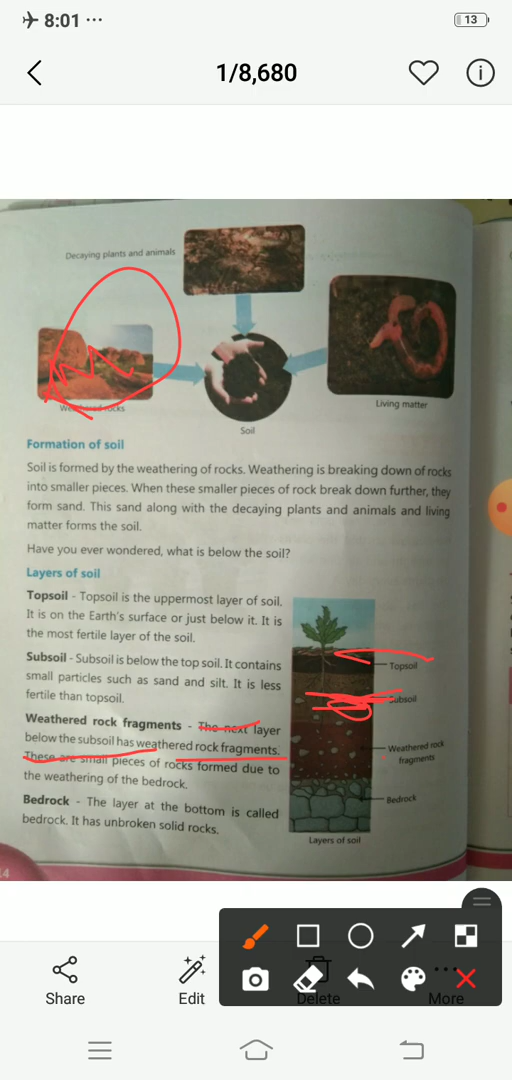 8:01 ...
13
1/8,680
Decaying plants and animals
Weathered rocks
Living matter
Soil
Formation of soil
Soil is formed by the weathering of rocks. Weathering is breaking down of rocks
into smaller pieces. When these smaller pieces of rock break down further, they
form sand. This sand along with the decaying plants and animals and living
matter forms the soil.
Have you ever wondered, what is below the soil?
Layers of soil
Topsoil - Topsoil is the uppermost layer of soil.
It is on the Earth's surface or just below it. It is
the most fertile layer of the soil.
Subsoil - Subsoil is below the top soil. It contains
small particles such as sand and silt. It is less
fertile than topsoil.
Weathered rock fragments - The next layer
below the subsoil has weathered rock fragments.
These are small pieces of rocks formed due to
the weathering of the bedrock.
Bedrock - The layer at the bottom is called
bedrock. It has unbroken solid rocks.
Topsoil
Subsoil
Weathered rock
fragments
Bedrock
Layers of soil
Share
Edit
Delete
More